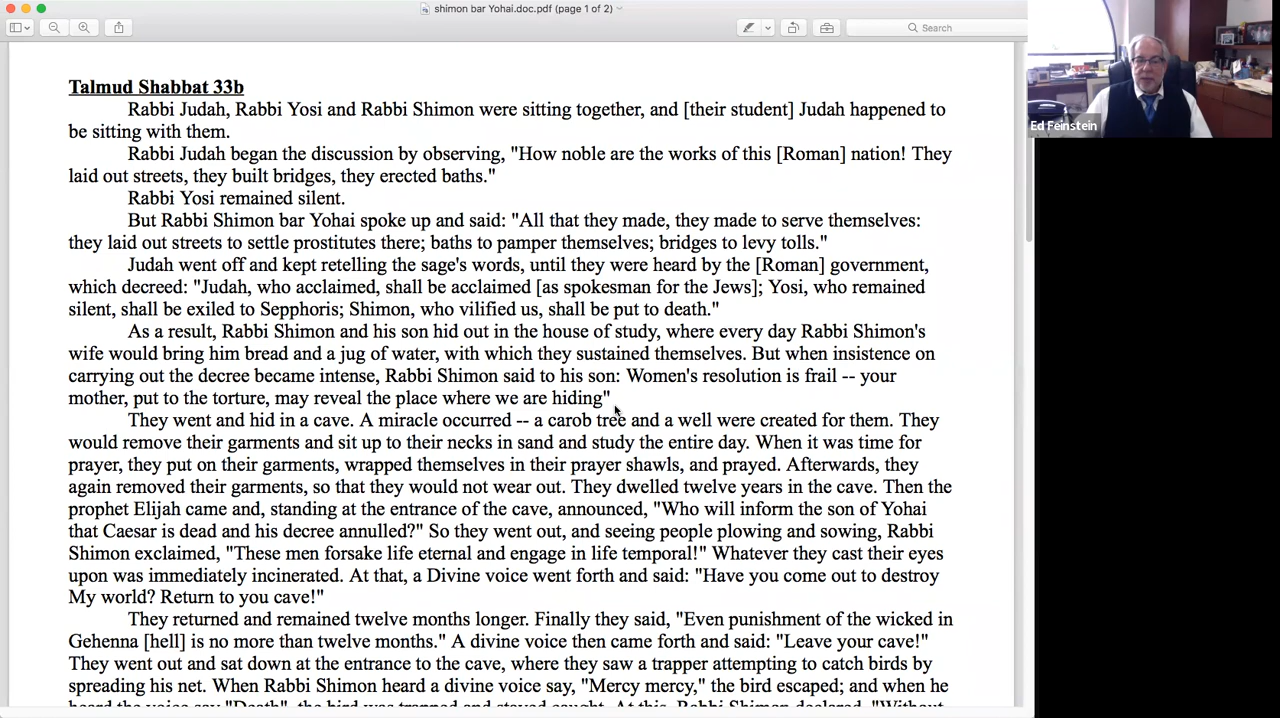 shimon bar Yohai.doc.pdf (page 1 of 2)
Search
Talmud Shabbat 33b
Rabbi Judah, Rabbi Yosi and Rabbi Shimon were sitting together, and [their student] Judah happened to
be sitting with them.
Rabbi Judah began the discussion by observing, "How noble are the works of this [Roman] nation! They
laid out streets, they built bridges, they erected baths."
Rabbi Yosi remained silent.
But Rabbi Shimon bar Yohai spoke up and said: "All that they made, they made to serve themselves:
they laid out streets to settle prostitutes there; baths to pamper themselves; bridges to levy tolls."
Judah went off and kept retelling the sage's words, until they were heard by the [Roman] government,
which decreed: "Judah, who acclaimed, shall be acclaimed [as spokesman for the Jews]; Yosi, who remained
silent, shall be exiled to Sepphoris; Shimon, who vilified us, shall be put to death."
As a result, Rabbi Shimon and his son hid out in the house of study, where every day Rabbi Shimon's
wife would bring him bread and a jug of water, with which they sustained themselves. But when insistence on
carrying out the decree became intense, Rabbi Shimon said to his son: Women's resolution is frail -- your
mother, put to the torture, may reveal the place where we are hiding"
They went and hid in a cave. A miracle occurred -- a carob tree and a well were created for them. They
would remove their garments and sit up to their necks in sand and study the entire day. When it was time for
prayer, they put on their garments, wrapped themselves in their prayer shawls, and prayed. Afterwards, they
again removed their garments, so that they would not wear out. They dwelled twelve years in the cave. Then the
prophet Elijah came and, standing at the entrance of the cave, announced, "Who will inform the son of Yohai
that Caesar is dead and his decree annulled?" So they went out, and seeing people plowing and sowing, Rabbi
Shimon exclaimed, "These men forsake life eternal and engage in life temporal!" Whatever they cast their eyes
upon was immediately incinerated. At that, a Divine voice went forth and said: "Have you come out to destroy
My world? Return to you cave!"
They returned and remained twelve months longer. Finally they said, "Even punishment of the wicked in
Gehenna [hell] is no more than twelve months." A divine voice then came forth and said: "Leave your cave!"
They went out and sat down at the entrance to the cave, where they saw a trapper attempting to catch birds by
spreading his net. When Rabbi Shimon heard a divine voice say, "Mercy mercy," the bird escaped; and when he
heard the voice say "Death", the bird was trapped and stayed caught. At this, Rabbi Shimon declared, "Without
Ed Feinstein